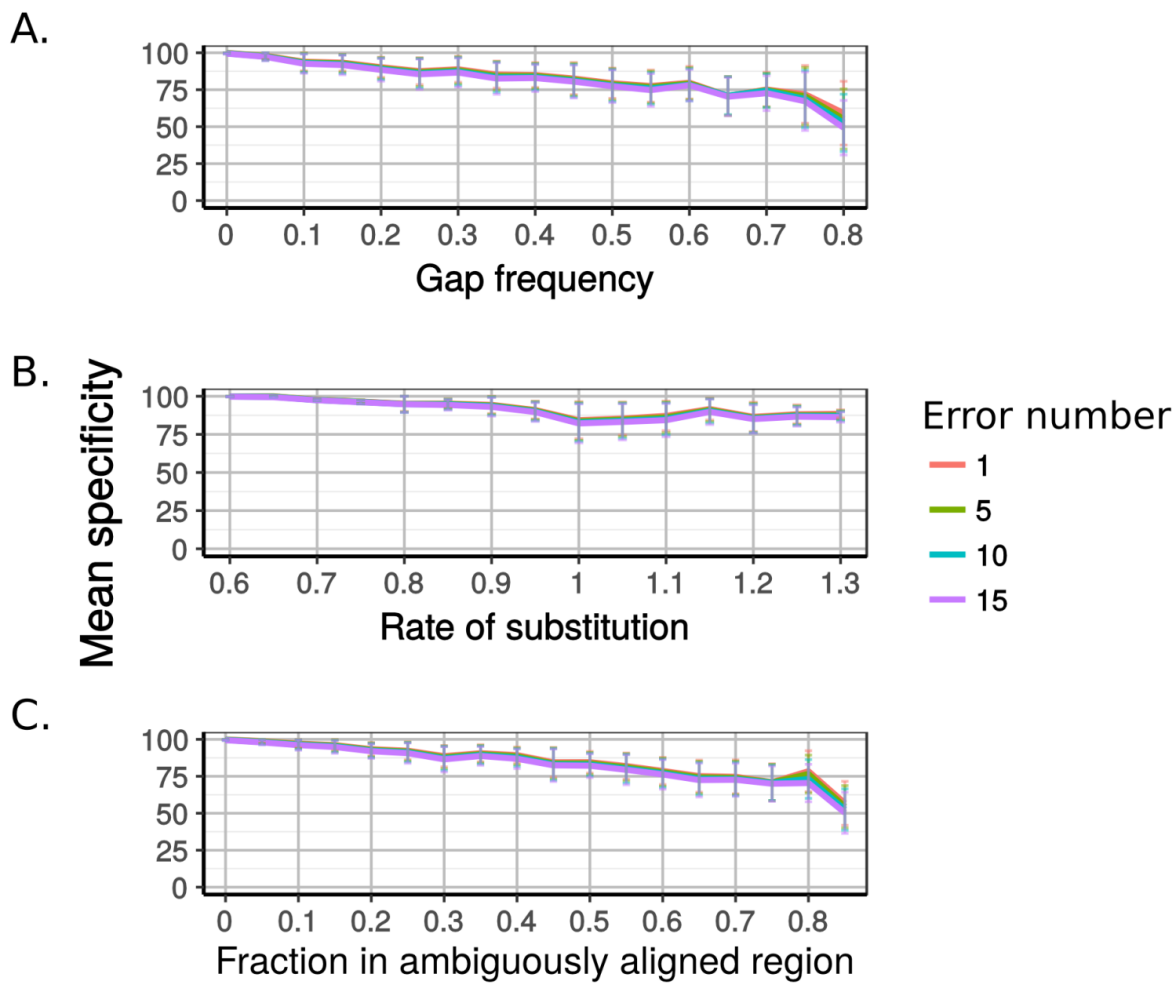 A.
100
75
50
25
0
0 0.1 0.2 0.3 0.4 0.5 0.6 0.7 0.8
Gap frequency
B.
Mean specificity
100
75
50
25
0
0.6 0.7 0.8 0.9 1 1.1 1.2 1.3
Rate of substitution
Error number
1
5
10
15
C.
100
75
50
25
0
0 0.1 0.2 0.3 0.4 0.5 0.6 0.7 0.8
Fraction in ambiguously aligned region